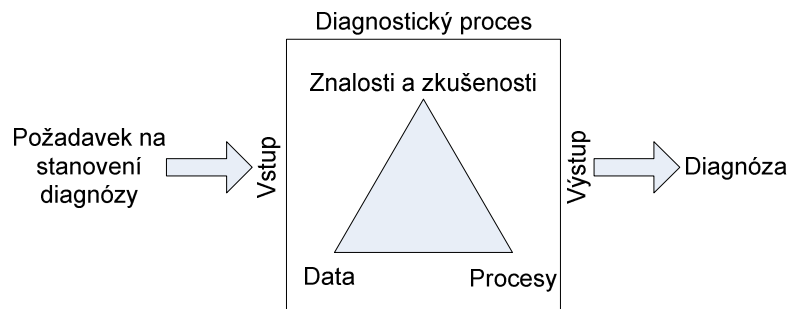 Diagnostický proces
Znalosti a zkušenosti
Požadavek na
stanovení
diagnózy
Vstup
Výstup
Diagnóza
Data
Procesy